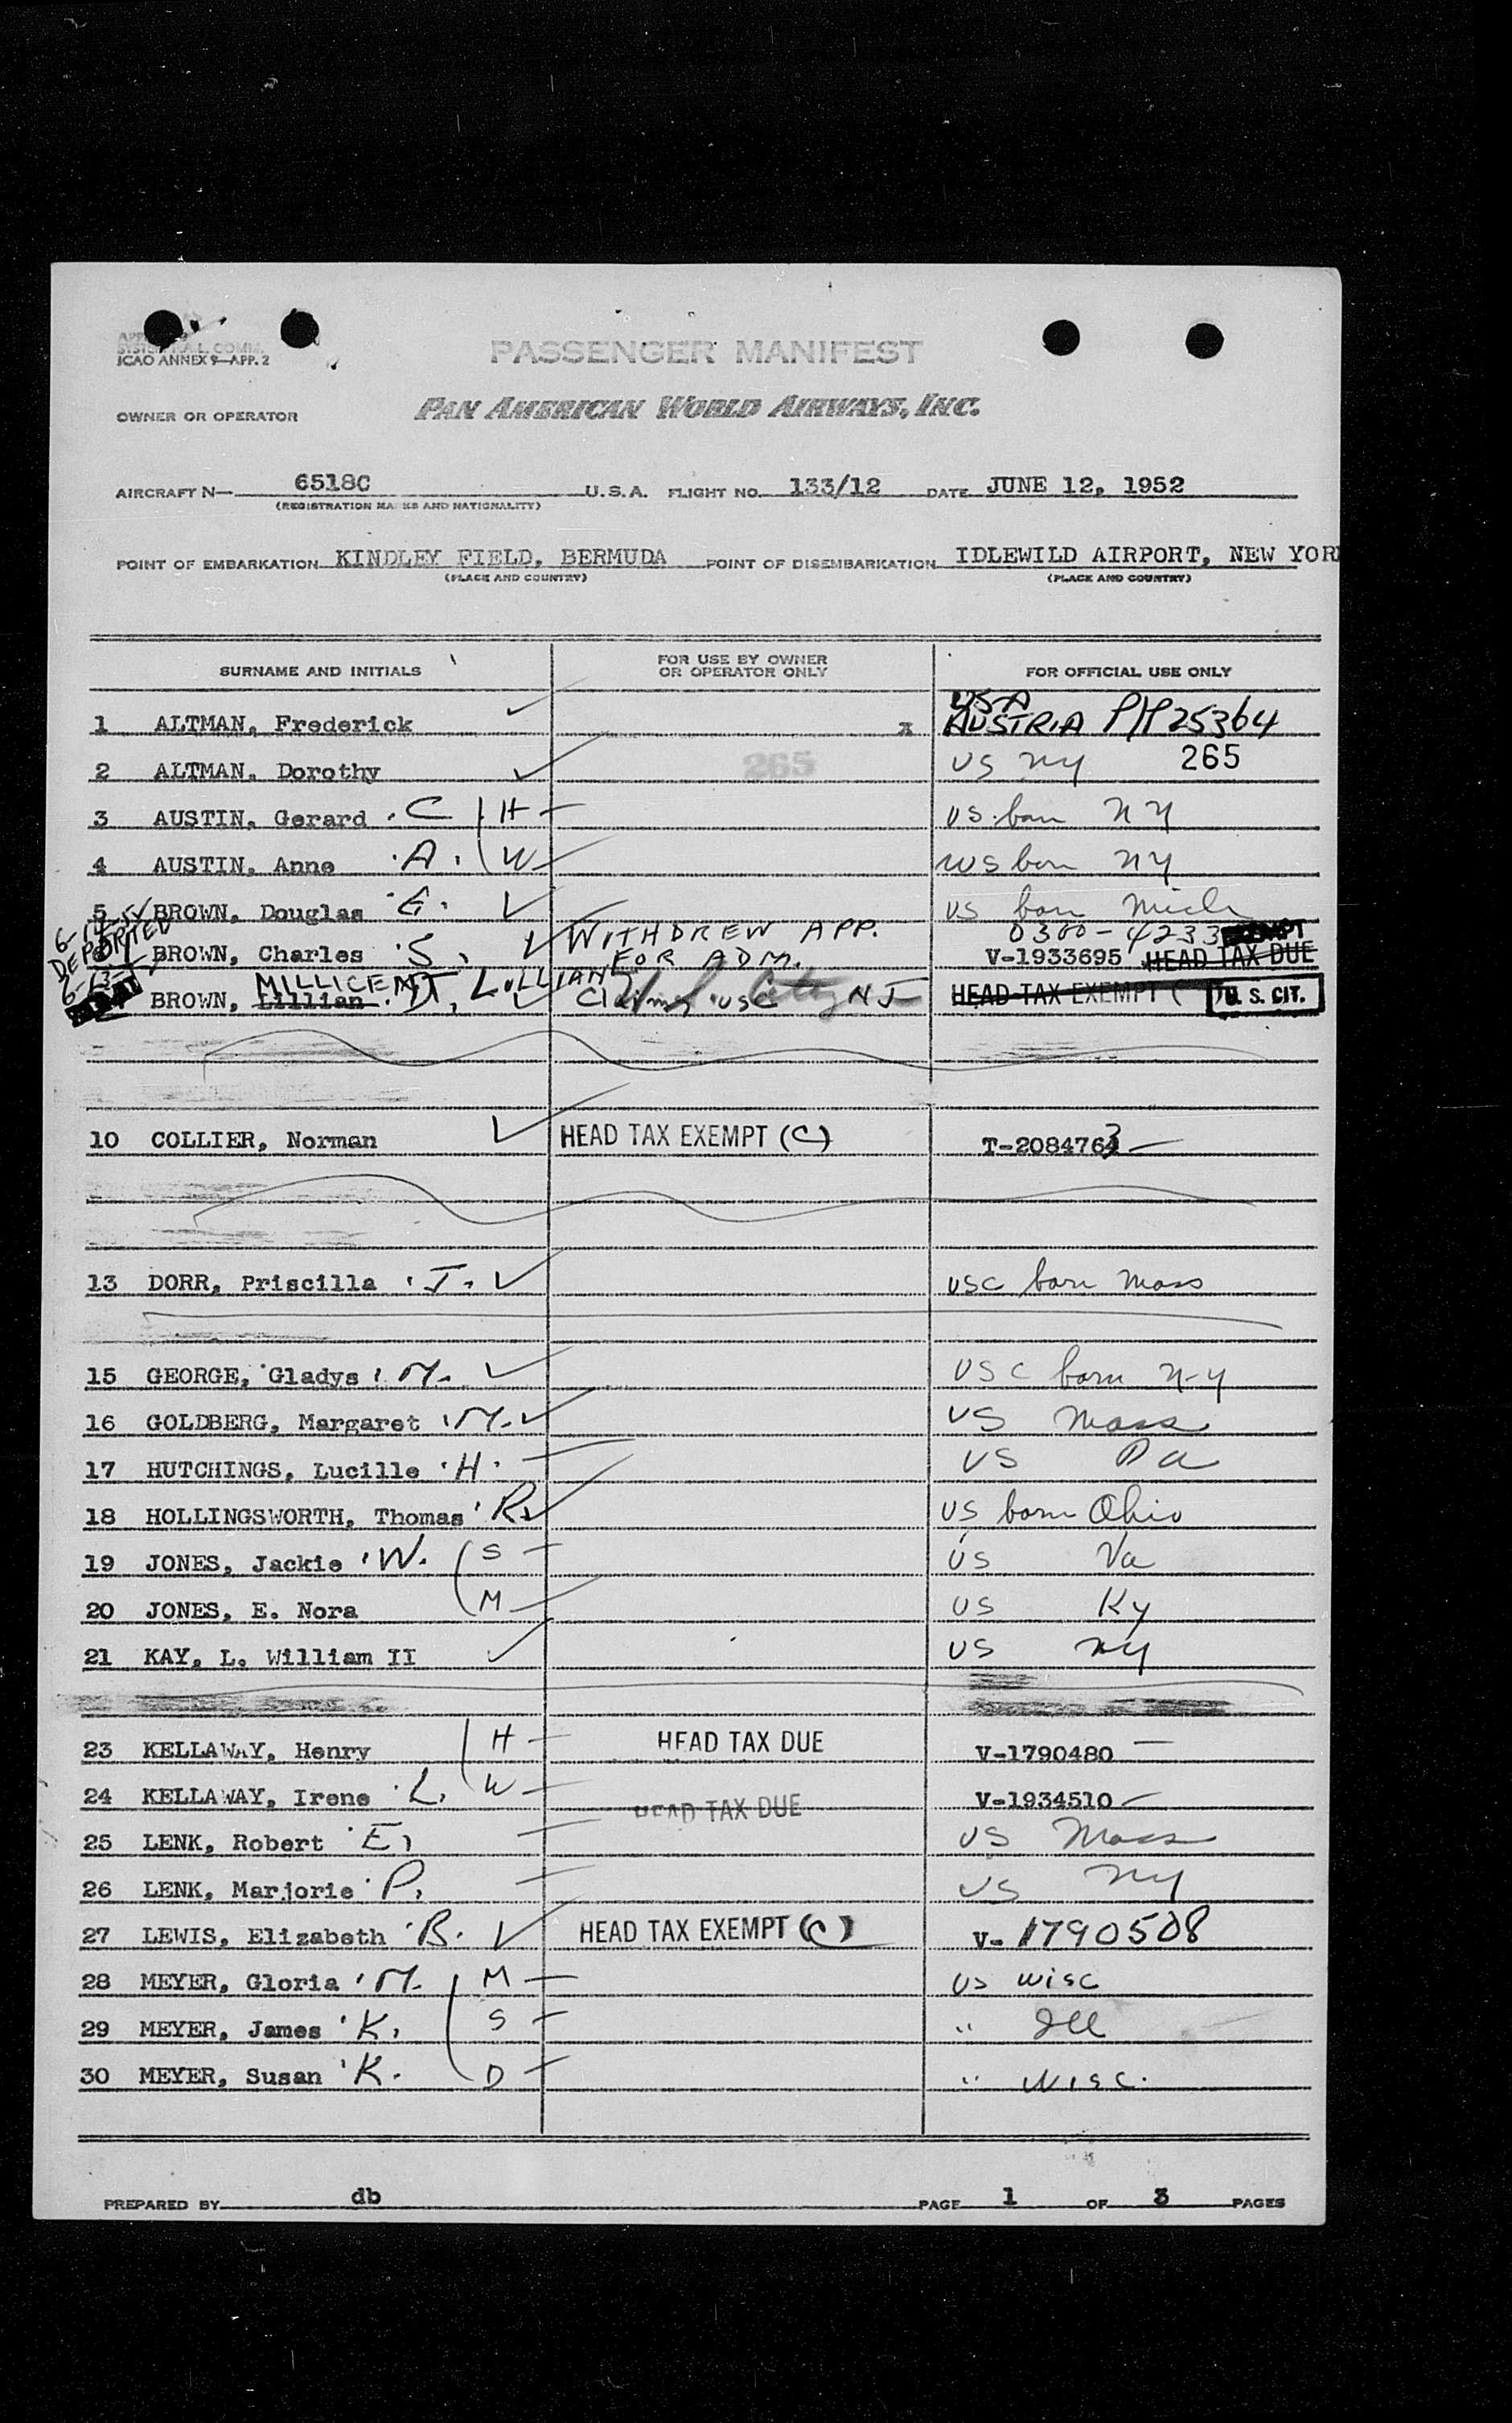 ICAO ANNEX 9—APP. 2
PASSENGER MANIFEST
OWNER OR OPERATOR PAN AMERICAN WORLD AIRWAYS, INC.
AIRCRAFT N— 6518C U.S.A. FLIGHT NO. 133/12 DATE JUNE 12, 1952
(REGISTRATION MARKS AND NATIONALITY)
POINT OF EMBARKATION KINDLEY FIELD, BERMUDA POINT OF DISEMBARKATION IDLEWILD AIRPORT, NEW YORK
(PLACE AND COUNTRY) (PLACE AND COUNTRY)
SURNAME AND INITIALS FOR USE BY OWNER OR OPERATOR ONLY FOR OFFICIAL USE ONLY
USA
1 ALTMAN, Frederick x AUSTRIA PP 25364
2 ALTMAN, Dorothy 265 US NY 265
3 AUSTIN, Gerard C H US born NY
4 AUSTIN, Anne A. W US born NY
5 BROWN, Douglas E. US born Mich
DEPORTED WITHDREW APP. 0300-4233
BROWN, Charles S. FOR ADM. V-1933695 HEAD TAX DUE
MILLICENT LILLIAN
BROWN, Lillian USC NJ HEAD TAX EXEMPT ( ) U. S. CIT.
10 COLLIER, Norman HEAD TAX EXEMPT (C) T-2084763
13 DORR, Priscilla J. USC born Mass
15 GEORGE, Gladys M. USC born N-Y
16 GOLDBERG, Margaret M. US Mass
17 HUTCHINGS, Lucille H. US Pa
18 HOLLINGSWORTH, Thomas R. US born Ohio
19 JONES, Jackie W. S US Va
20 JONES, E. Nora M US Ky
21 KAY, L. William II US NY
23 KELLAWAY, Henry H HEAD TAX DUE V-1790480
24 KELLAWAY, Irene L. W HEAD TAX DUE V-1934510
25 LENK, Robert E. US Mass
26 LENK, Marjorie P. US NY
27 LEWIS, Elizabeth B. HEAD TAX EXEMPT (C) V-1790508
28 MEYER, Gloria M. M US Wisc
29 MEYER, James K. S " Ill
30 MEYER, Susan K. D " Wisc.
PREPARED BY db PAGE 1 OF 3 PAGES